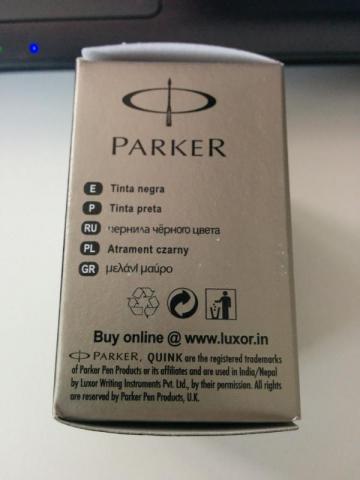 PARKER
E Tinta negra
P Tinta preta
RU чернила чёрного цвета
PL Atrament czarny
GR μελάνι μαύρο
Buy online @ www.luxor.in
PARKER, QUINK are the registered trademarks
of Parker Pen Products or its affiliates and are used in India/Nepal
by Luxor Writing Instruments Pvt. Ltd., by their permission. All rights
are reserved by Parker Pen Products, U.K.